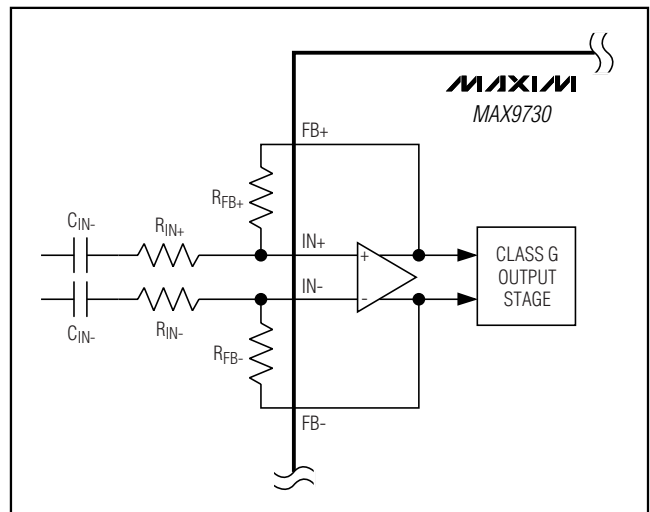 MAXIM
MAX9730
FB+
RFB+
CIN-
RIN+
IN+
+
CLASS G
OUTPUT
STAGE
IN-
-
CIN-
RIN-
RFB-
FB-